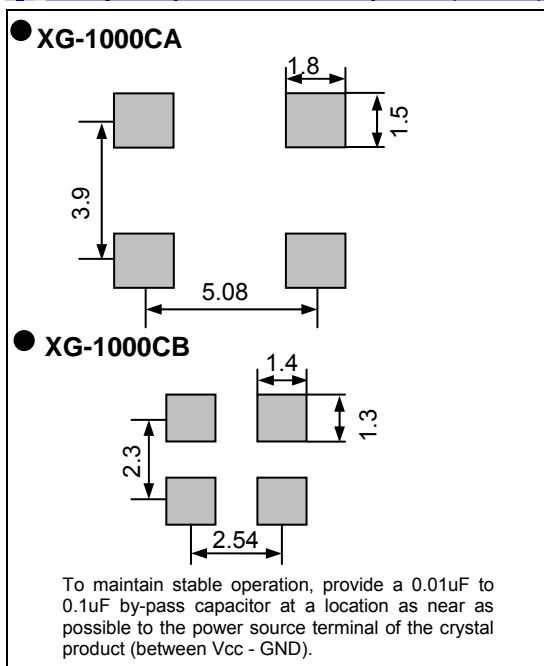 XG-1000CA
1.8
1.5
3.9
5.08
XG-1000CB
1.4
1.3
2.3
2.54
To maintain stable operation, provide a 0.01uF to
0.1uF by-pass capacitor at a location as near as
possible to the power source terminal of the crystal
product (between Vcc - GND).